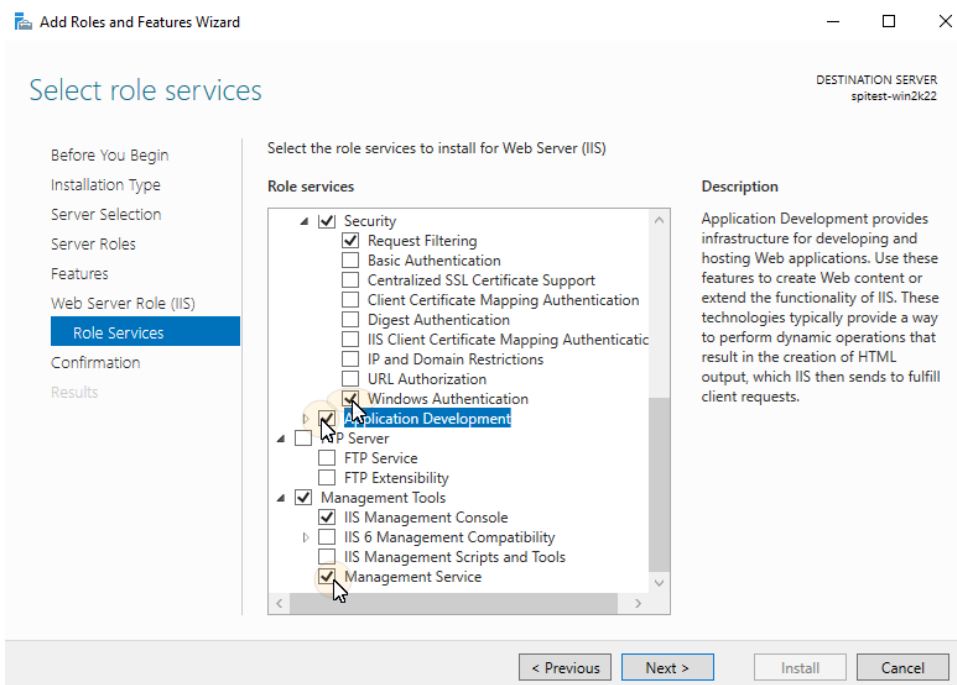 Add Roles and Features Wizard
Select role services
DESTINATION SERVER
spitest-win2k22
Before You Begin
Installation Type
Server Selection
Server Roles
Features
Web Server Role (IIS)
Role Services
Confirmation
Results
Select the role services to install for Web Server (IIS)
Role services
Security
Request Filtering
Basic Authentication
Centralized SSL Certificate Support
Client Certificate Mapping Authentication
Digest Authentication
IIS Client Certificate Mapping Authenticatic
IP and Domain Restrictions
URL Authorization
Windows Authentication
Application Development
FTP Server
FTP Service
FTP Extensibility
Management Tools
IIS Management Console
IIS 6 Management Compatibility
IIS Management Scripts and Tools
Management Service
Description
Application Development provides
infrastructure for developing and
hosting Web applications. Use these
features to create Web content or
extend the functionality of IIS. These
technologies typically provide a way
to perform dynamic operations that
result in the creation of HTML
output, which IIS then sends to fulfill
client requests.
< Previous
Next >
Install
Cancel